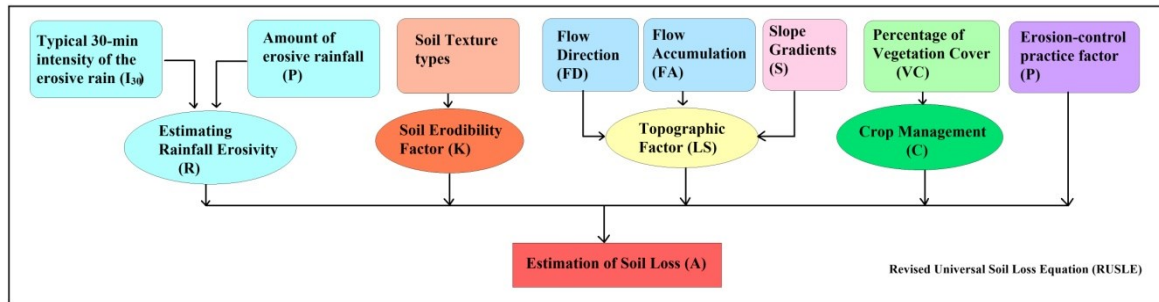 Typical 30-min
intensity of the
erosive rain (I₃₀)
Amount of
erosive rainfall
(P)
Soil Texture
types
Flow
Direction
(FD)
Flow
Accumulation
(FA)
Slope
Gradients
(S)
Percentage of
Vegetation Cover
(VC)
Erosion-control
practice factor
(P)
Estimating
Rainfall Erosivity
(R)
Soil Erodibility
Factor (K)
Topographic
Factor (LS)
Crop Management
(C)
Estimation of Soil Loss (A)
Revised Universal Soil Loss Equation (RUSLE)